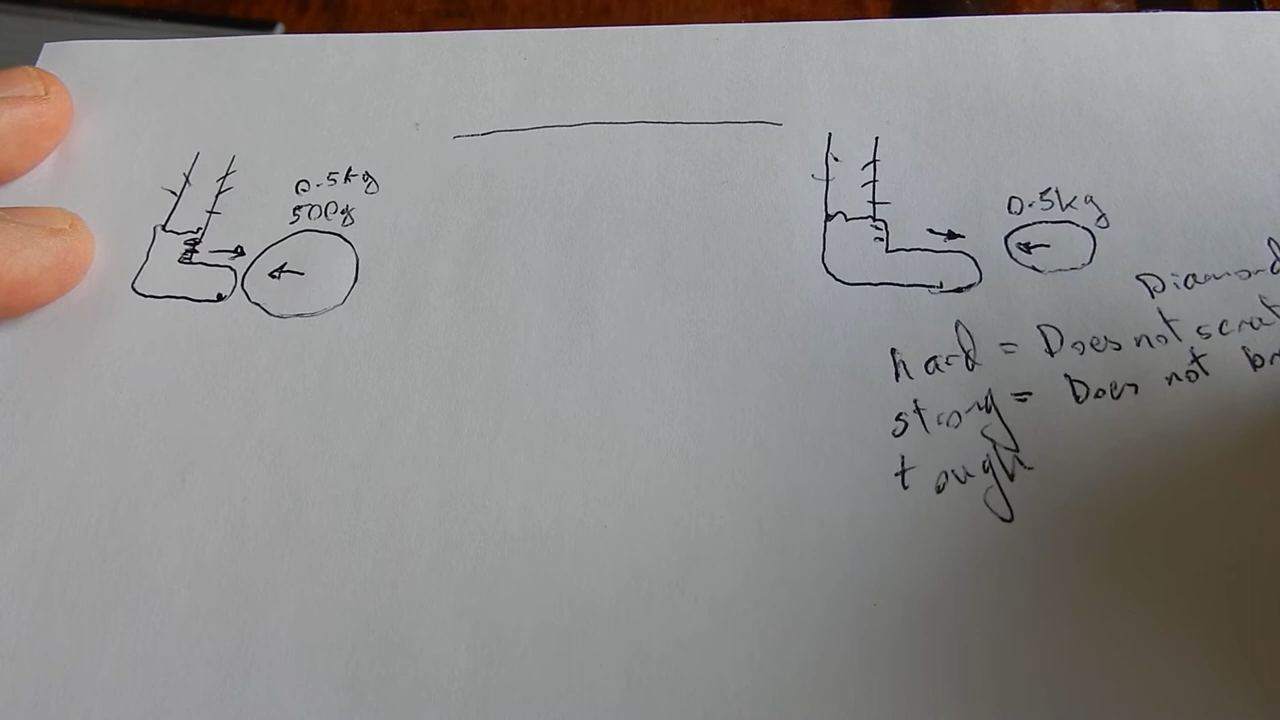 0.5kg
500g
0.5kg
Diamond
hard = Does not scrat
strong = Does not br
tough